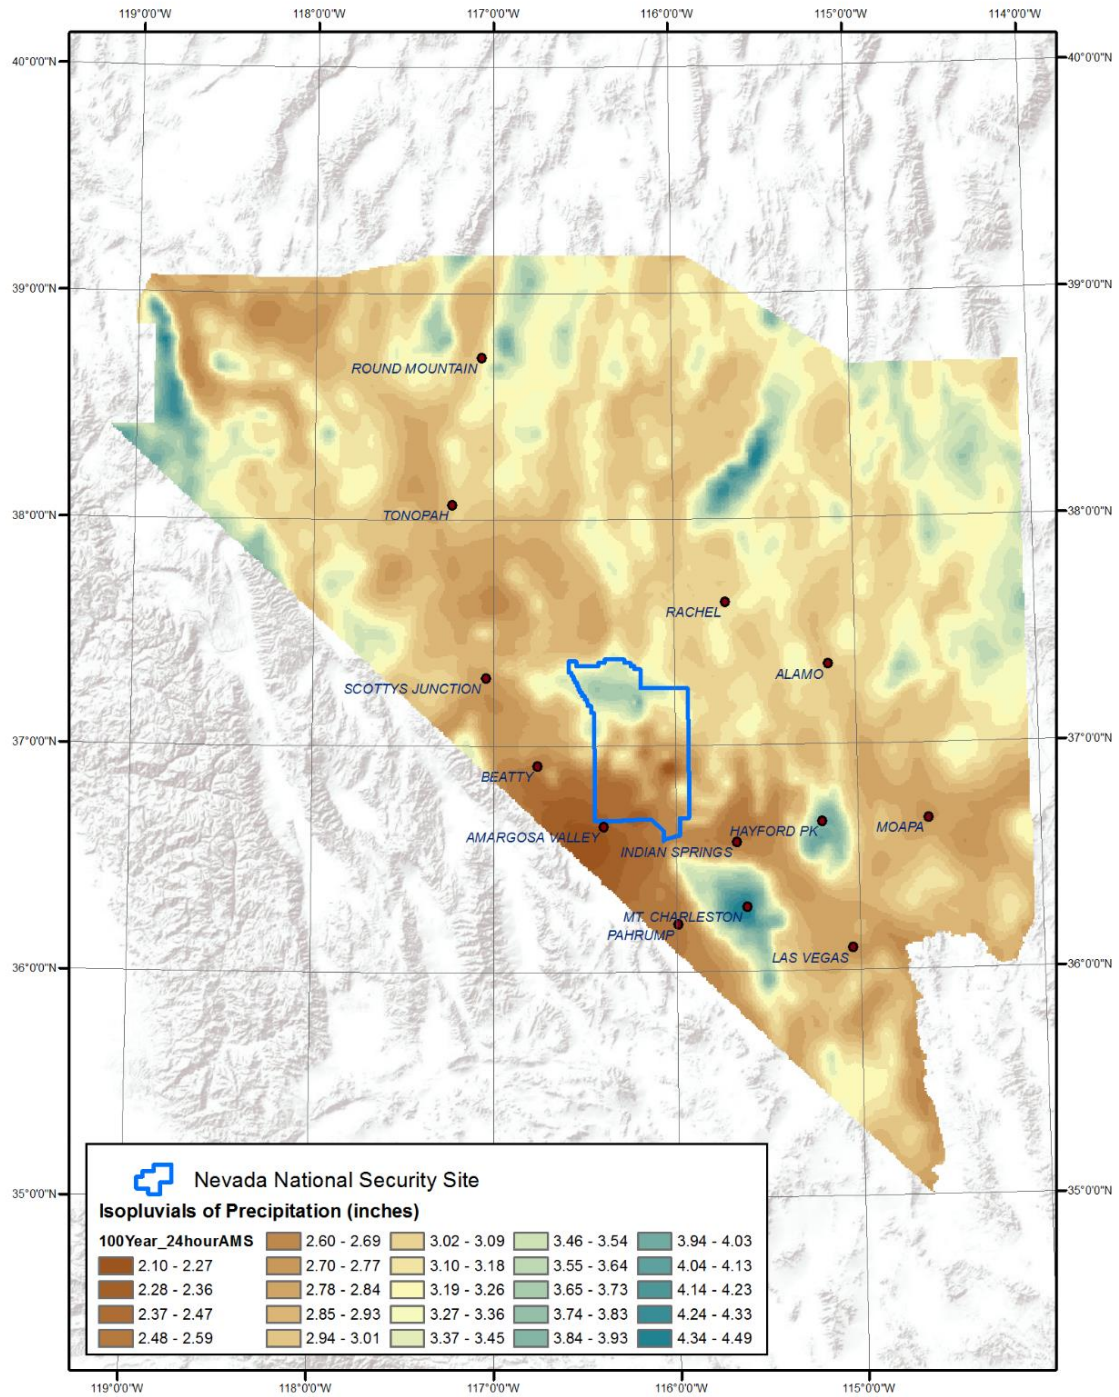 119°0'0"W 118°0'0"W 117°0'0"W 116°0'0"W 115°0'0"W 114°0'0"W
40°0'0"N 40°0'0"N
39°0'0"N 39°0'0"N
ROUND MOUNTAIN
38°0'0"N 38°0'0"N
TONOPAH
RACHEL
ALAMO
SCOTTYS JUNCTION
37°0'0"N 37°0'0"N
BEATTY
AMARGOSA VALLEY
HAYFORD PK
MOAPA
INDIAN SPRINGS
MT. CHARLESTON
PAHRUMP
LAS VEGAS
36°0'0"N 36°0'0"N
35°0'0"N 35°0'0"N
Nevada National Security Site
Isopluvials of Precipitation (inches)
100Year_24hourAMS 2.60 - 2.69 3.02 - 3.09 3.46 - 3.54 3.94 - 4.03
2.10 - 2.27 2.70 - 2.77 3.10 - 3.18 3.55 - 3.64 4.04 - 4.13
2.28 - 2.36 2.78 - 2.84 3.19 - 3.26 3.65 - 3.73 4.14 - 4.23
2.37 - 2.47 2.85 - 2.93 3.27 - 3.36 3.74 - 3.83 4.24 - 4.33
2.48 - 2.59 2.94 - 3.01 3.37 - 3.45 3.84 - 3.93 4.34 - 4.49
119°0'0"W 118°0'0"W 117°0'0"W 116°0'0"W 115°0'0"W